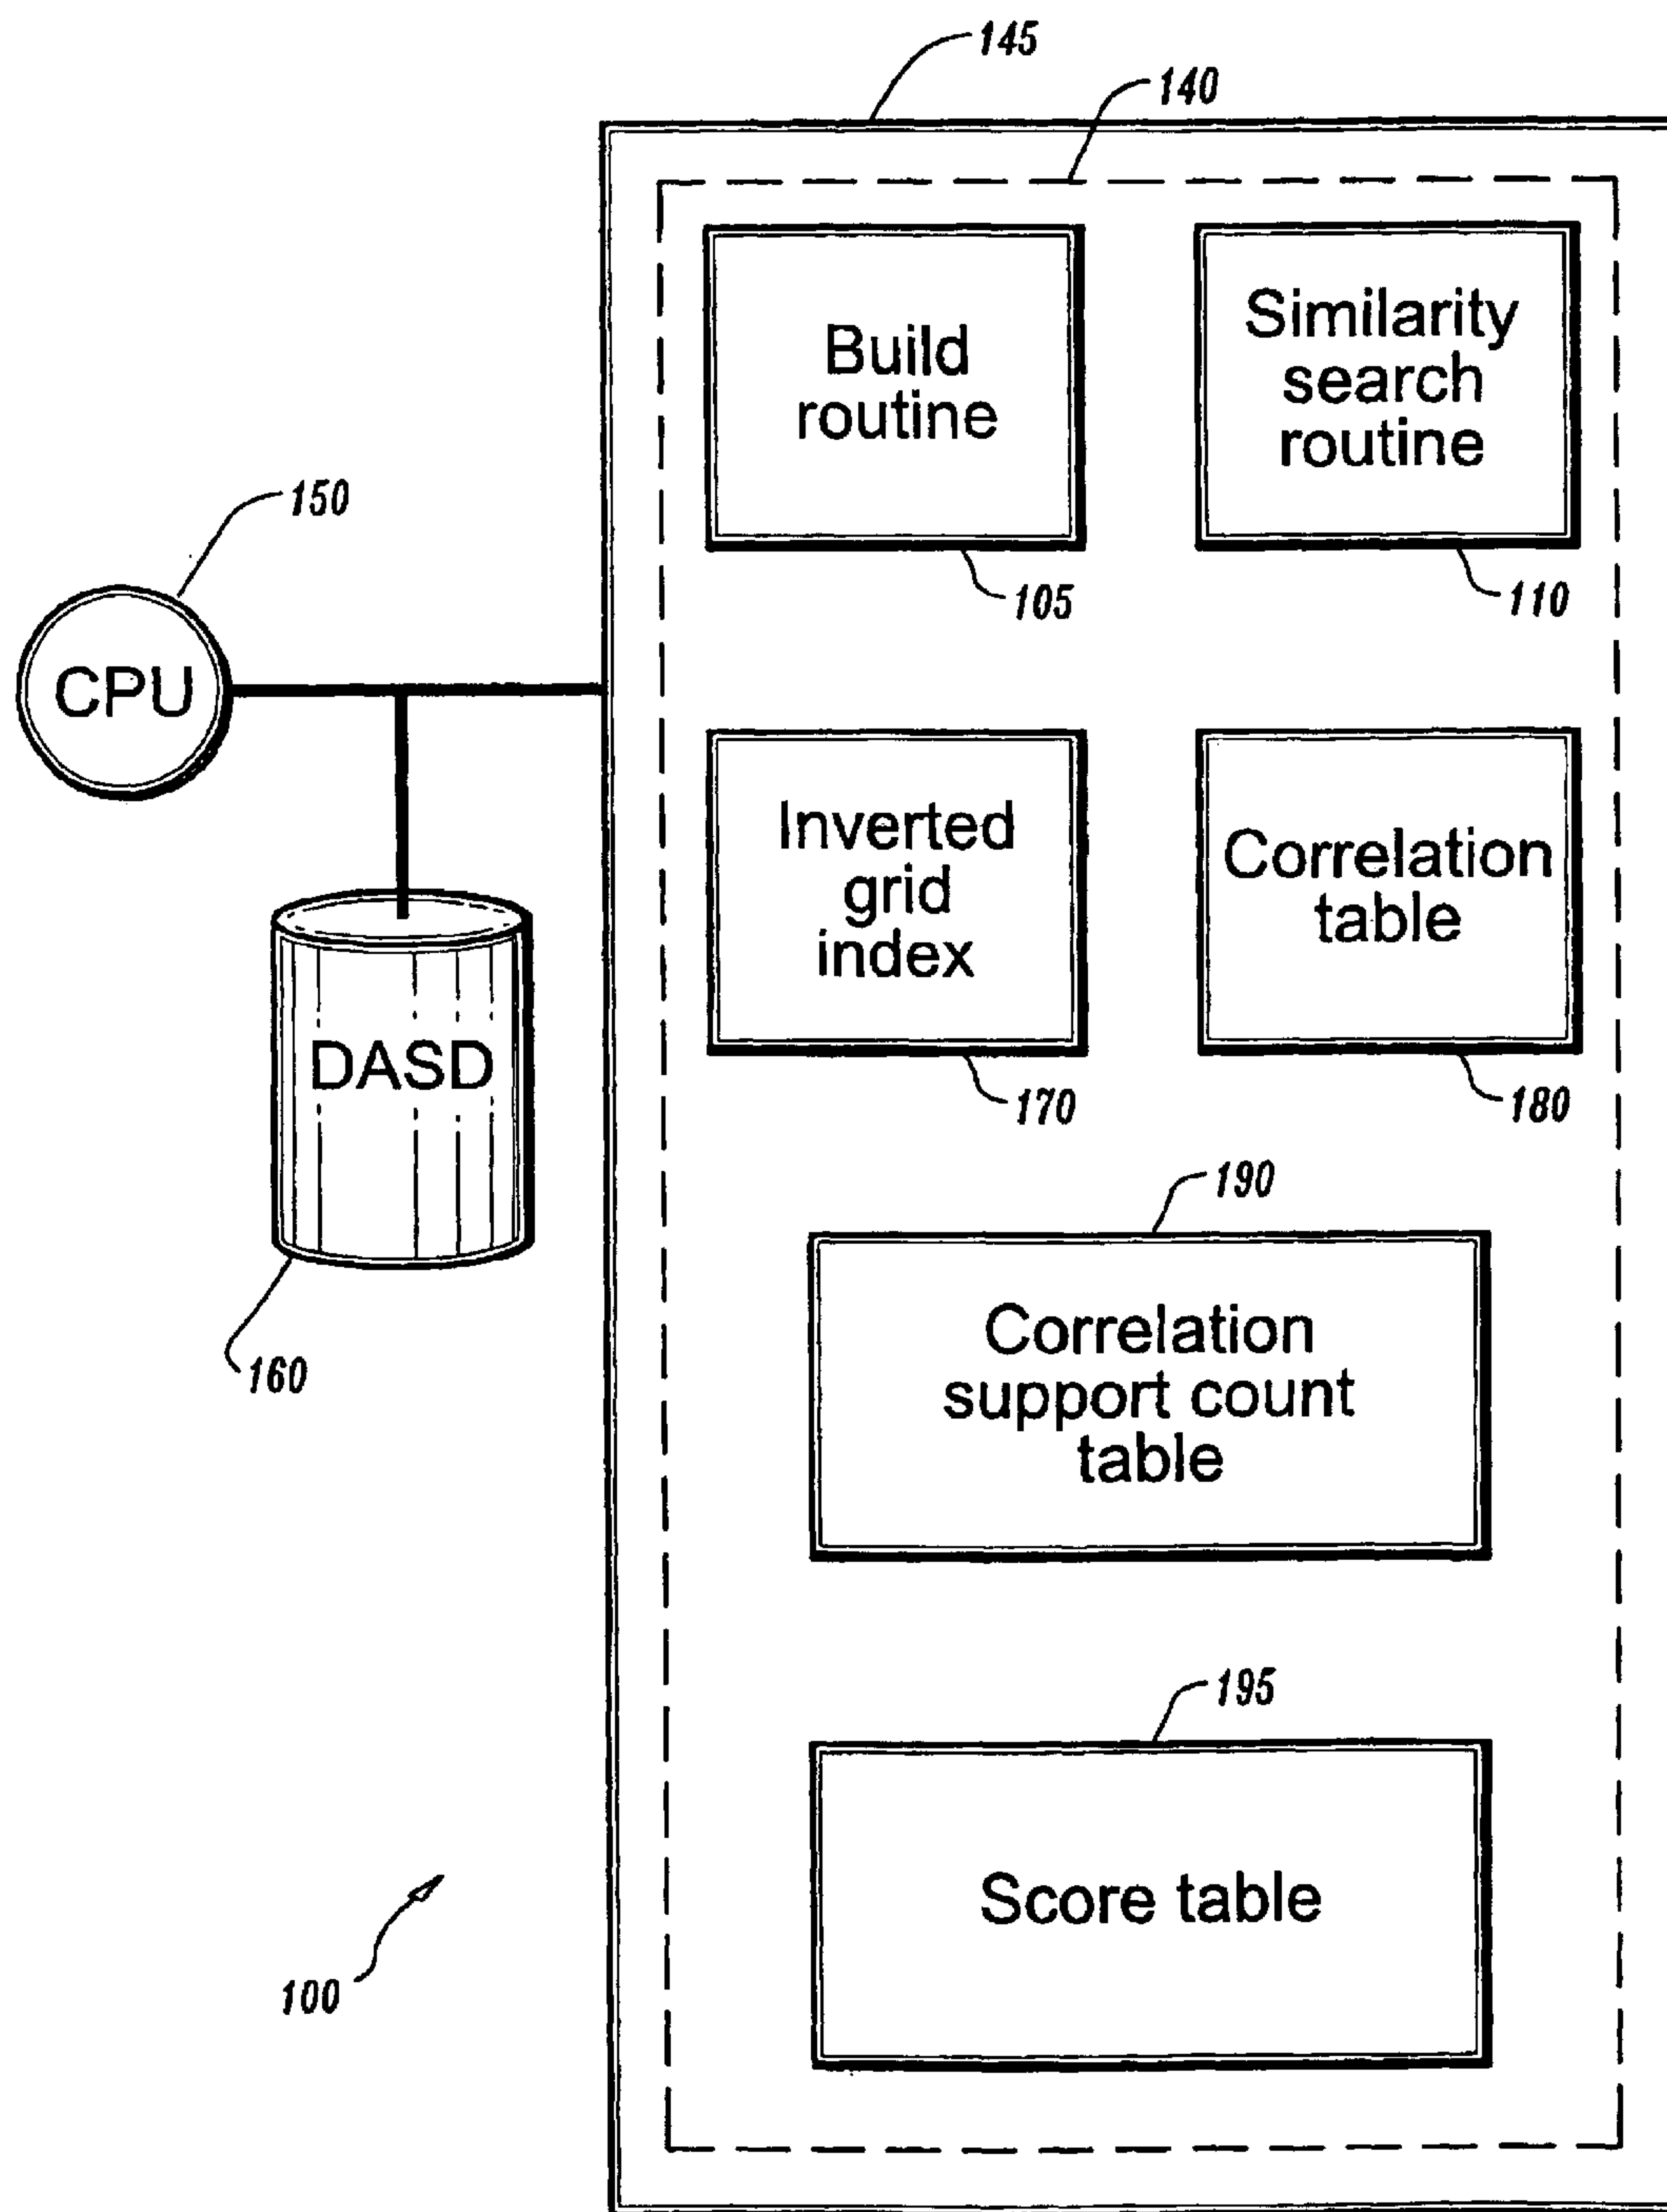 145
140
Build
routine
105
Similarity
search
routine
110
150
CPU
Inverted
grid
index
170
Correlation
table
180
DASD
160
190
Correlation
support count
table
195
Score table
100